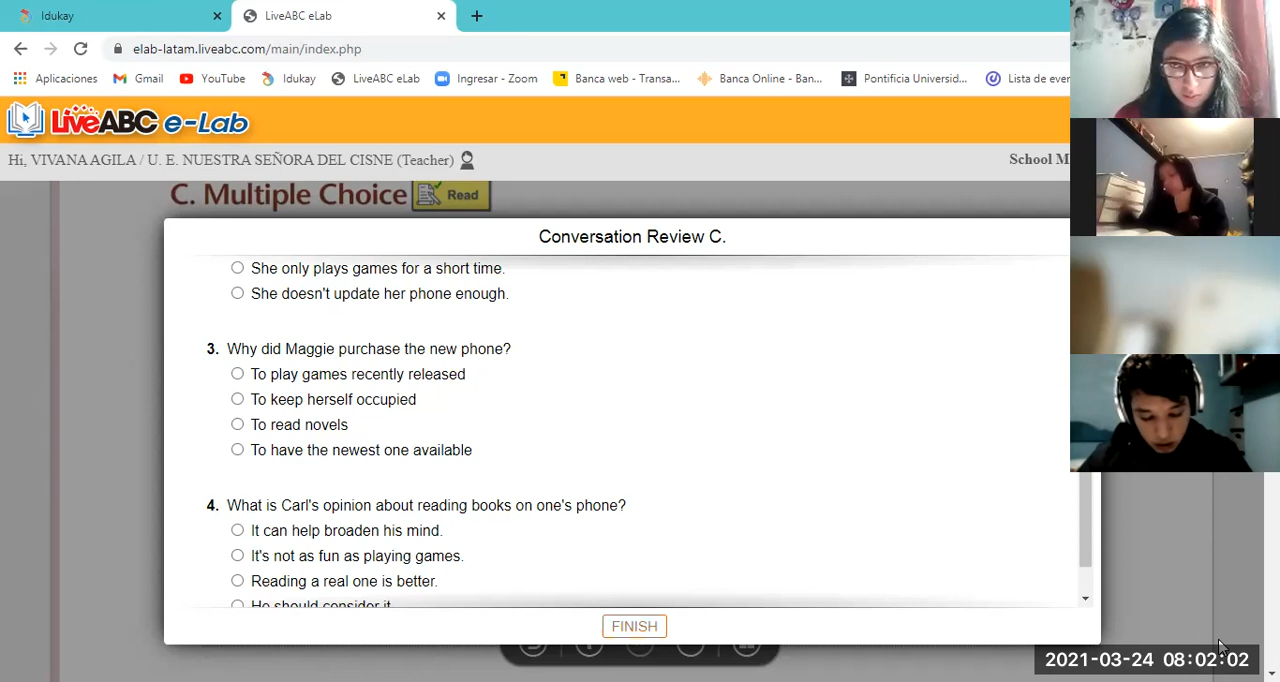 Idukay
LiveABC eLab
elab-latam.liveabc.com/main/index.php
Aplicaciones
Gmail
YouTube
Idukay
LiveABC eLab
Ingresar - Zoom
Banca web - Transa...
Banca Online - Ban...
Pontificia Universid...
Lista de ever
LiveABC e-Lab
Hi, VIVANA AGILA / U. E. NUESTRA SEÑORA DEL CISNE (Teacher)
School M
C. Multiple Choice
Read
Conversation Review C.
She only plays games for a short time.
She doesn't update her phone enough.
3. Why did Maggie purchase the new phone?
To play games recently released
To keep herself occupied
To read novels
To have the newest one available
4. What is Carl's opinion about reading books on one's phone?
It can help broaden his mind.
It's not as fun as playing games.
Reading a real one is better.
He should consider it
FINISH
2021-03-24 08:02:02